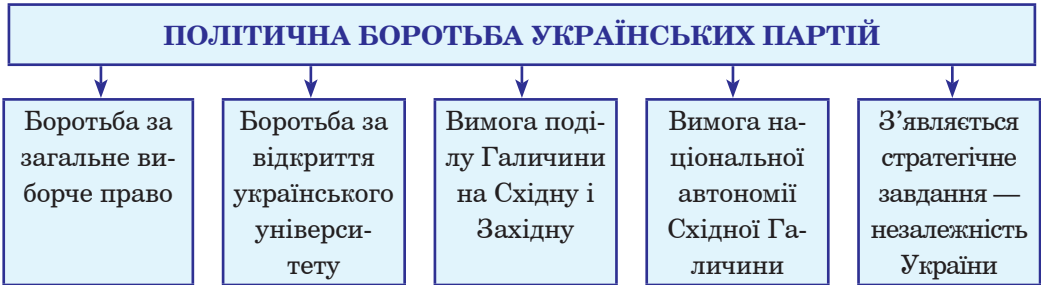 ПОЛІТИЧНА БОРОТЬБА УКРАЇНСЬКИХ ПАРТІЙ
Боротьба за
загальне ви-
борче право
Боротьба за
відкриття
українського
універси-
тету
Вимога поді-
лу Галичини
на Східну і
Західну
Вимога на-
ціональної
автономії
Східної Га-
личини
З’являється
стратегічне
завдання —
незалежність
України